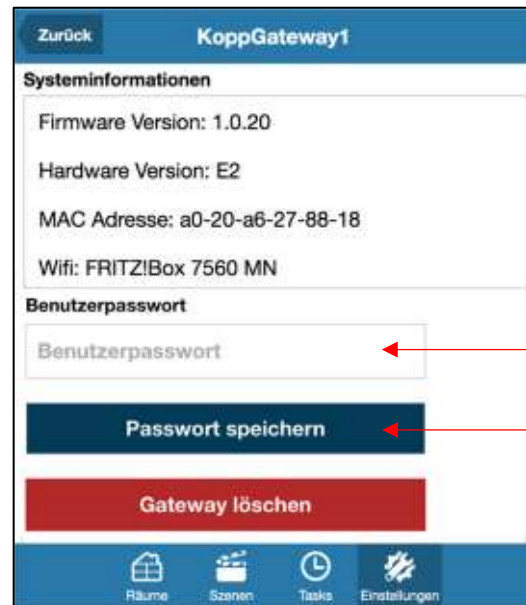 Zurück KoppGateway1
Systeminformationen
Firmware Version: 1.0.20
Hardware Version: E2
MAC Adresse: a0-20-a6-27-88-18
Wifi: FRITZ!Box 7560 MN
Benutzerpasswort
Benutzerpasswort
Passwort speichern
Gateway löschen
Räume Szenen Tasks Einstellungen